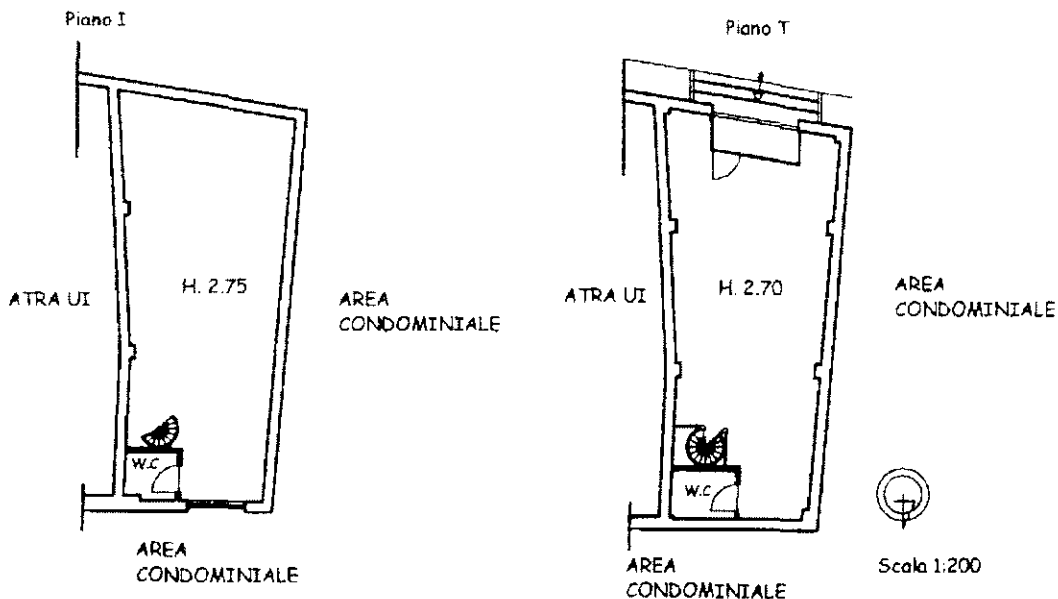 Piano I
Piano T
ATRA UI
H. 2.75
AREA
CONDOMINIALE
ATRA UI
H. 2.70
AREA
CONDOMINIALE
W.C
W.C
AREA
CONDOMINIALE
AREA
CONDOMINIALE
Scala 1:200